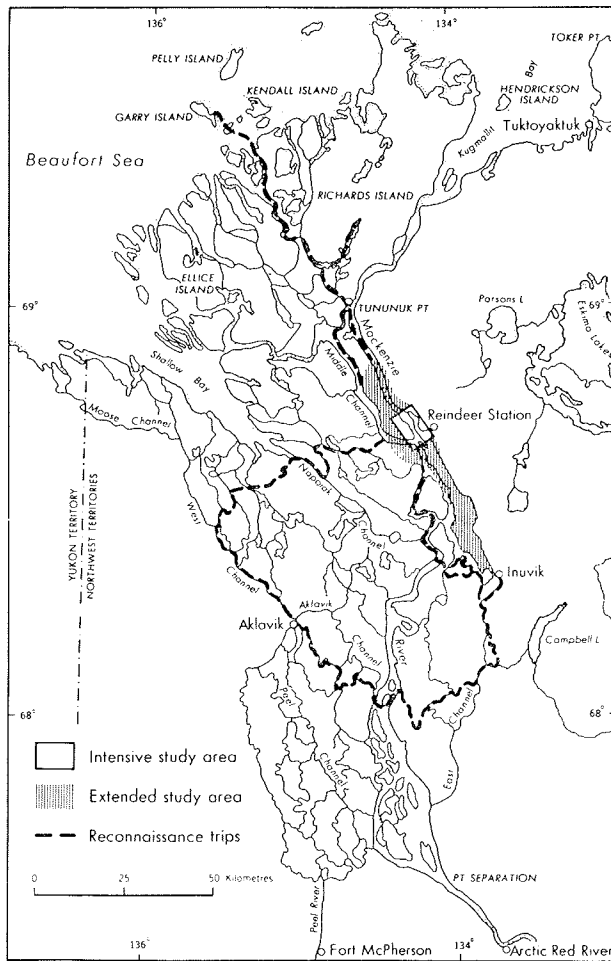 136°
134°
TOKER PT
PELLY ISLAND
KENDALL ISLAND
Bay
HENDRICKSON
ISLAND
GARRY ISLAND
Tuktoyaktuk
Kugmallit
Beaufort Sea
RICHARDS ISLAND
ELLICE
ISLAND
69°
69°
TUNUNUK PT
Parsons L
Eskimo Lakes
Mackenzie
Shallow Bay
Middle
Channel
Moose Channel
Reindeer Station
YUKON TERRITORY
NORTHWEST TERRITORIES
West
Channel
Napoiak
Channel
Inuvik
Aklavik
Aklavik
Channel
River
Campbell L
68°
68°
Peel
Channel
East
Channel
Intensive study area
Extended study area
Reconnaissance trips
0 25 50 Kilometres
PT SEPARATION
Peel River
136°
134°
Fort McPherson
Arctic Red River